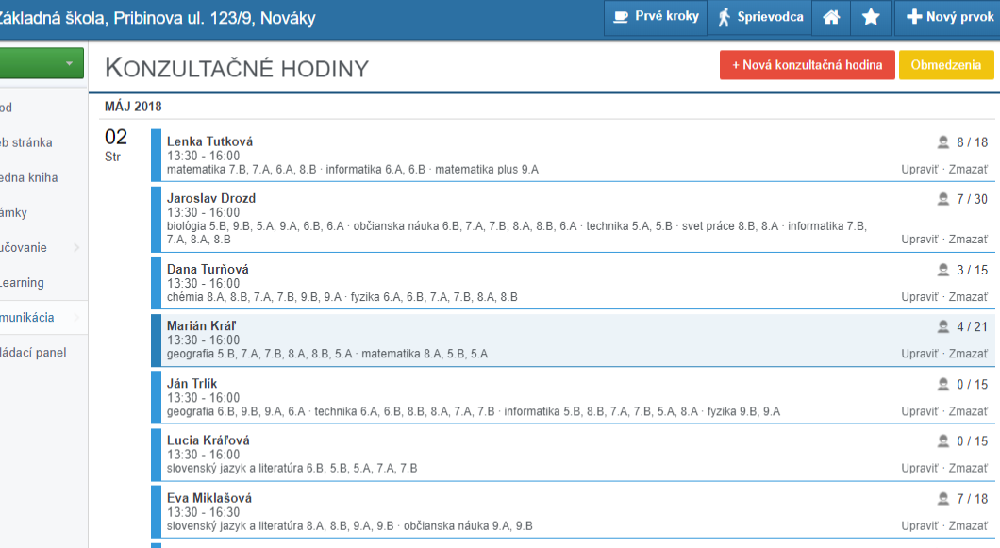 Základná škola, Pribinova ul. 123/9, Nováky
Prvé kroky
Sprievodca
Nový prvok
KONZULTAČNÉ HODINY
+ Nová konzultačná hodina
Obmedzenia
od
eb stránka
edna kniha
ámky
učovanie
Learning
munikácia
ládací panel
MÁJ 2018
02
Str
Lenka Tutková
8 / 18
13:30 - 16:00
matematika 7.B, 7.A, 6.A, 8.B · informatika 6.A, 6.B · matematika plus 9.A
Upraviť · Zmazať
Jaroslav Drozd
7 / 30
13:30 - 16:00
biológia 5.B, 9.B, 5.A, 9.A, 6.B, 6.A · občianska náuka 6.B, 7.A, 7.B, 8.A, 8.B, 6.A · technika 5.A, 5.B · svet práce 8.B, 8.A · informatika 7.B,
7.A, 8.A, 8.B
Upraviť · Zmazať
Dana Turňová
3 / 15
13:30 - 16:00
chémia 8.A, 8.B, 7.A, 7.B, 9.B, 9.A · fyzika 6.A, 6.B, 7.A, 7.B, 8.A, 8.B
Upraviť · Zmazať
Marián Kráľ
4 / 21
13:30 - 16:00
geografia 5.B, 7.A, 7.B, 8.A, 8.B, 5.A · matematika 8.A, 5.B, 5.A
Upraviť · Zmazať
Ján Trlík
0 / 15
13:30 - 16:00
geografia 6.B, 9.B, 9.A, 6.A · technika 6.A, 6.B, 8.B, 8.A, 7.A, 7.B · informatika 5.B, 8.B, 7.A, 7.B, 5.A, 8.A · fyzika 9.B, 9.A
Upraviť · Zmazať
Lucia Kráľová
0 / 15
13:30 - 16:00
slovenský jazyk a literatúra 6.B, 5.B, 5.A, 7.A, 7.B
Upraviť · Zmazať
Eva Miklašová
7 / 18
13:30 - 16:30
slovenský jazyk a literatúra 8.A, 8.B, 9.A, 9.B · občianska náuka 9.A, 9.B
Upraviť · Zmazať